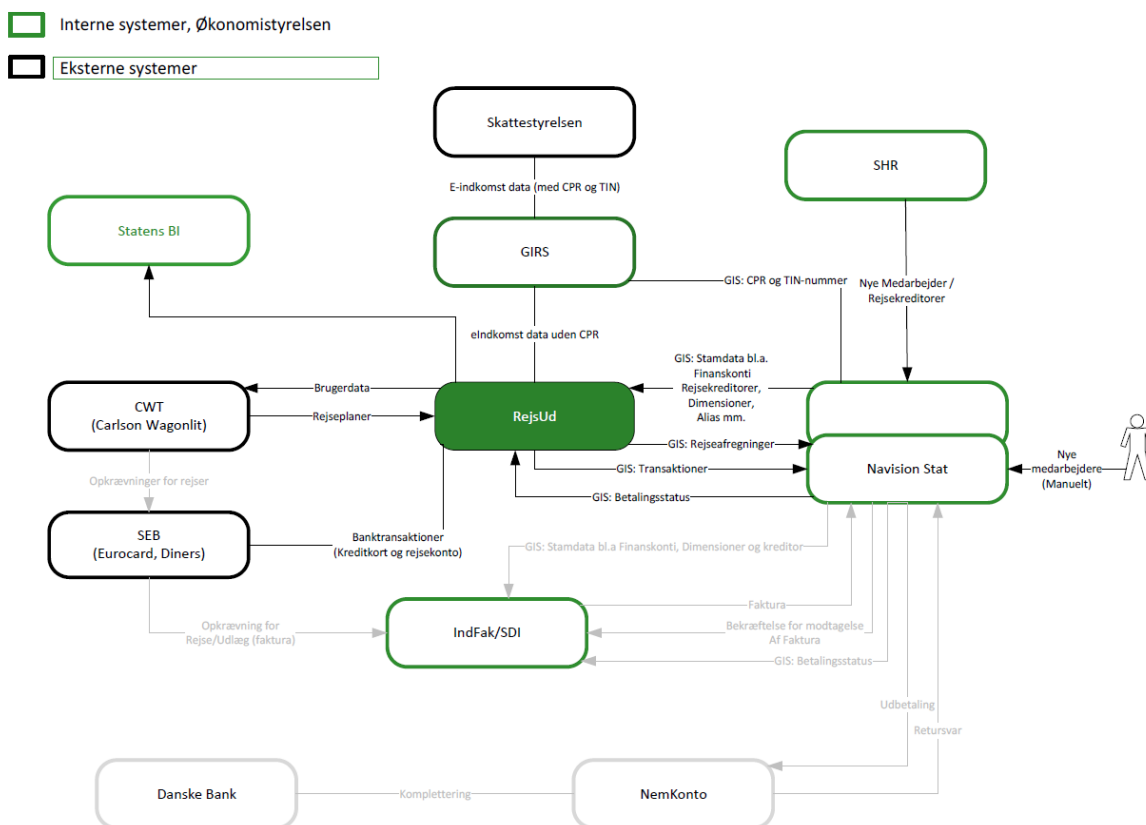 Interne systemer, Økonomistyrelsen
Eksterne systemer
Skattestyrelsen
SHR
E-indkomst data (med CPR og TIN)
Statens BI
GIRS
GIS: CPR og TIN-nummer
Nye Medarbejder /
Rejsekreditorer
eIndkomst data uden CPR
GIS: Stamdata bl.a.
Finanskonti
Rejsekreditorer,
Dimensioner,
Alias mm.
Brugerdata
CWT
(Carlson Wagonlit)
Rejseplaner
RejsUd
GIS: Rejseafregninger
GIS: Transaktioner
Navision Stat
Nye
medarbejdere
(Manuelt)
Opkrævninger for rejser
GIS: Betalingsstatus
SEB
(Eurocard, Diners)
Banktransaktioner
(Kreditkort og rejsekonto)
GIS: Stamdata bl.a Finanskonti, Dimensioner og kreditor
Faktura
Opkrævning for
Rejse/Udlæg (faktura)
IndFak/SDI
Bekræftelse for modtagelse
Af Faktura
GIS: Betalingsstatus
Udbetaling
Retursvar
Danske Bank
Komplettering
NemKonto